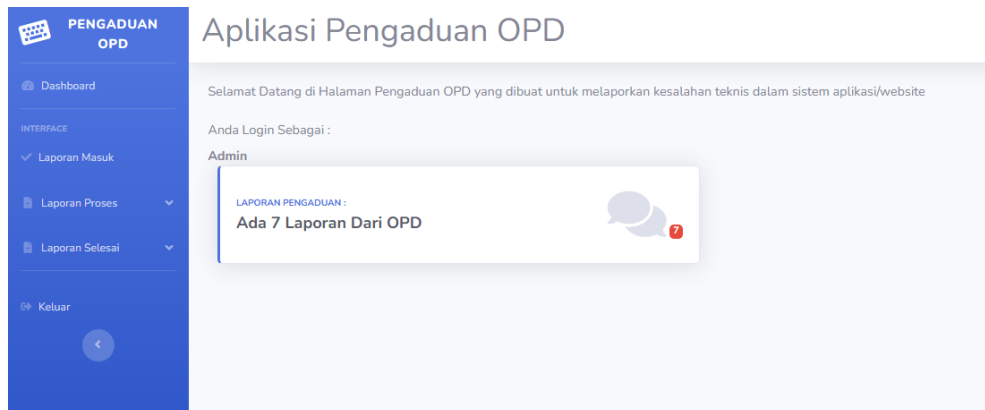 PENGADUAN
OPD
Dashboard
INTERFACE
Laporan Masuk
Laporan Proses
Laporan Selesai
Keluar
Aplikasi Pengaduan OPD
Selamat Datang di Halaman Pengaduan OPD yang dibuat untuk melaporkan kesalahan teknis dalam sistem aplikasi/website
Anda Login Sebagai :
Admin
LAPORAN PENGADUAN :
Ada 7 Laporan Dari OPD
7